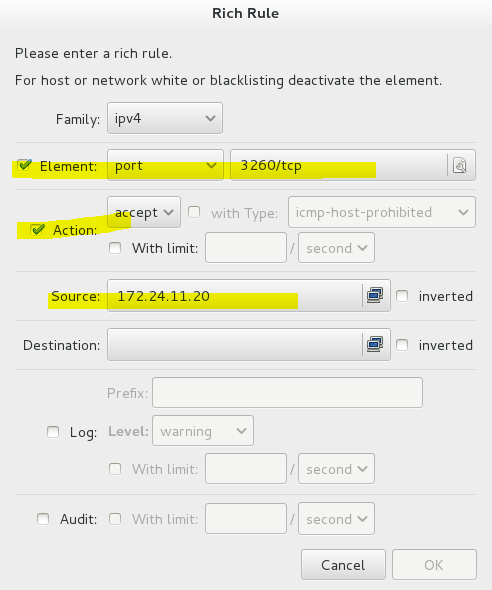 Rich Rule
Please enter a rich rule.
For host or network white or blacklisting deactivate the element.
Family: ipv4
Element: port 3260/tcp
Action: accept with Type: icmp-host-prohibited
With limit: / second
Source: 172.24.11.20 inverted
Destination: inverted
Prefix:
Log: Level: warning
With limit: / second
Audit: With limit: / second
Cancel OK